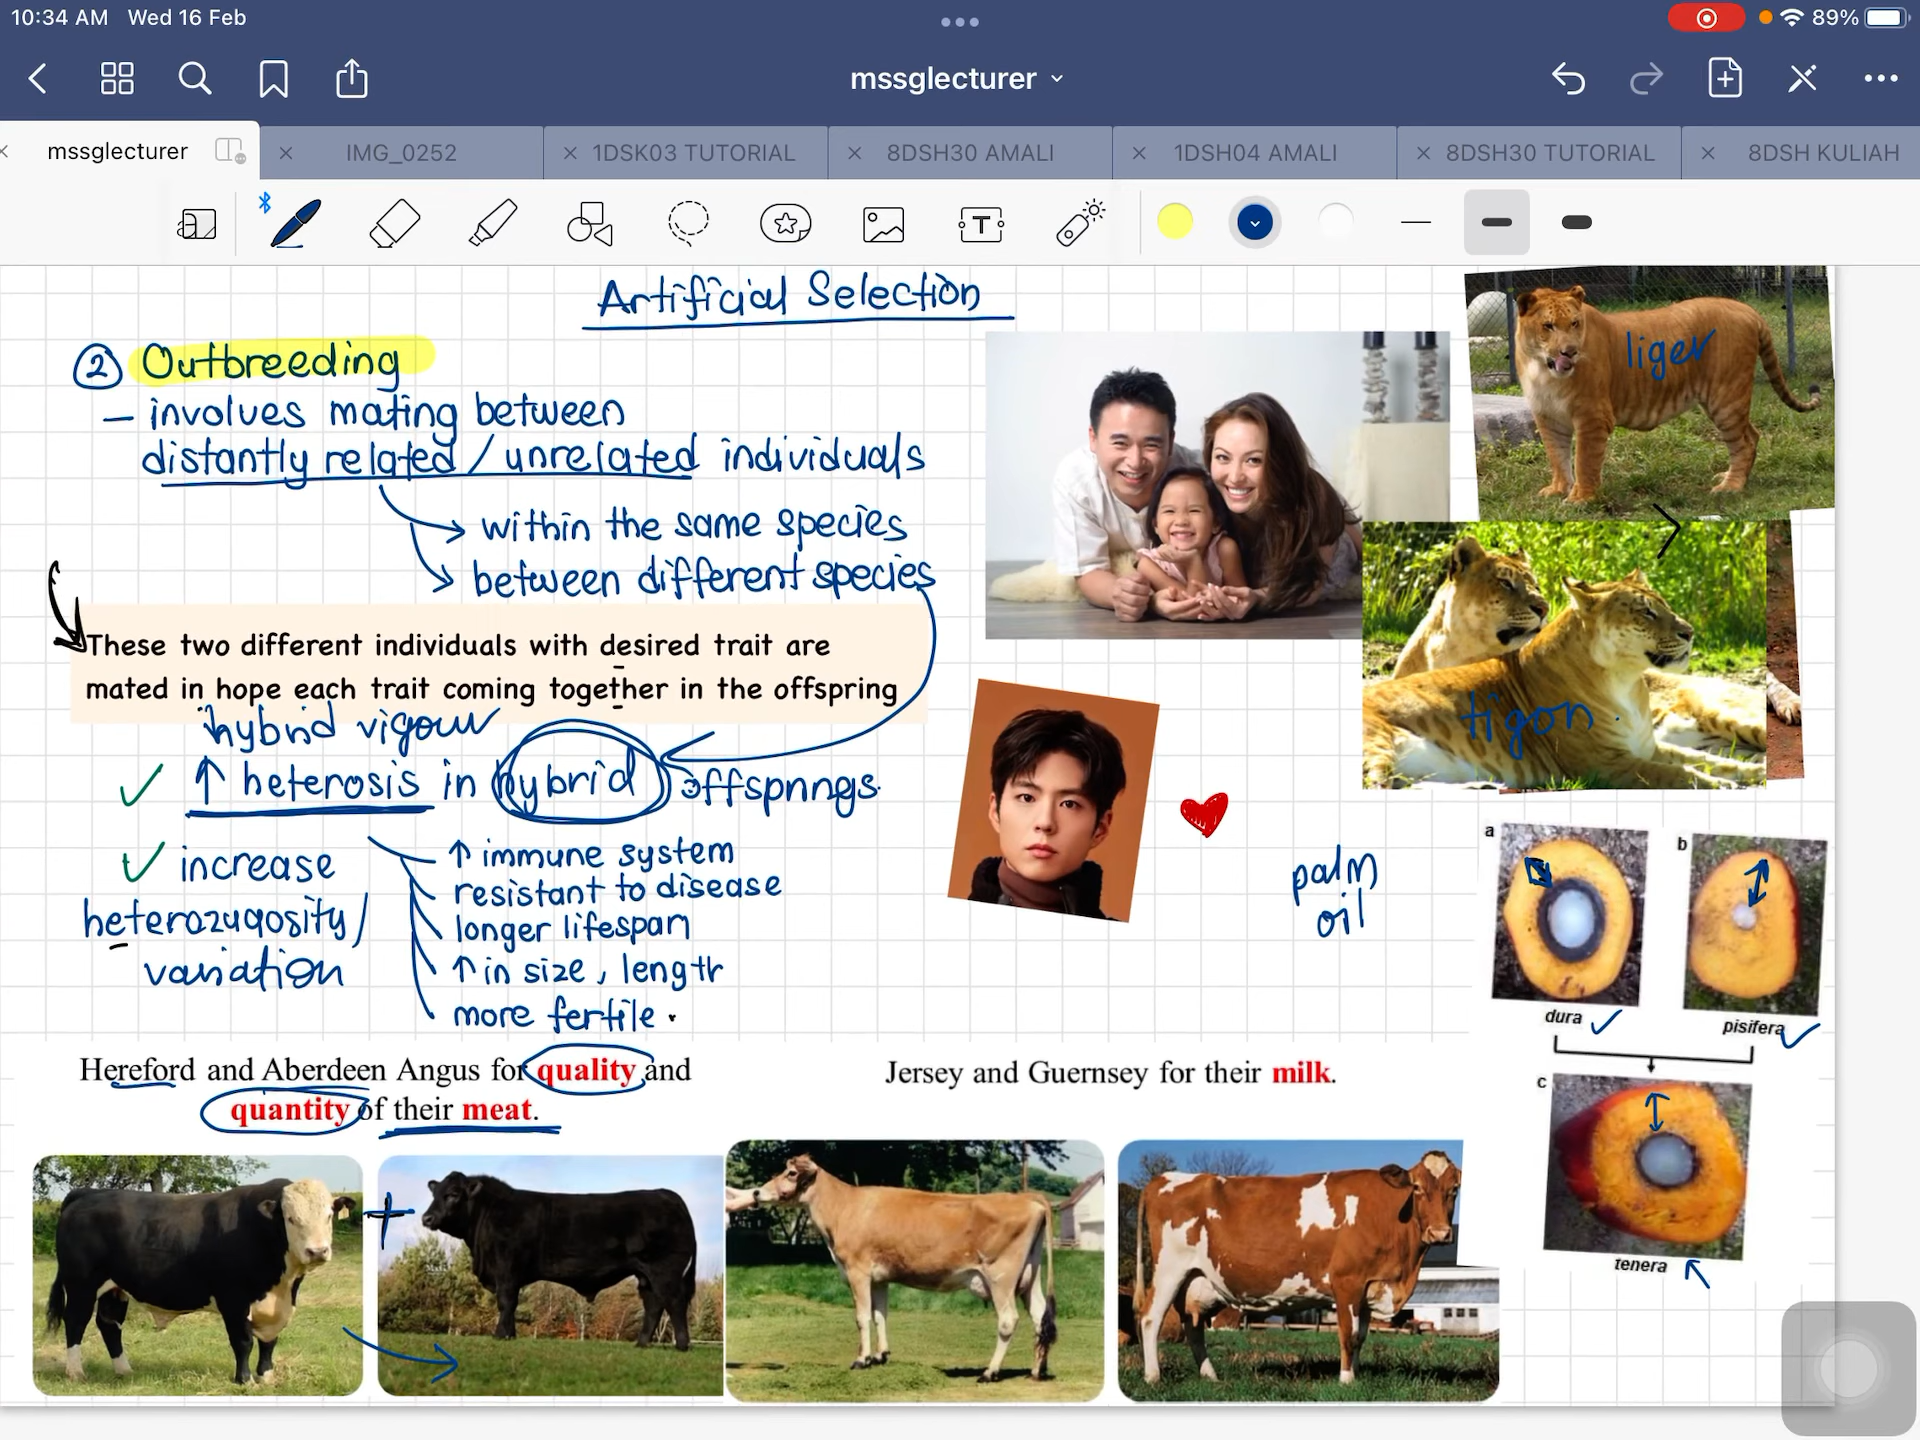 10:34 AM Wed 16 Feb
89%
mssglecturer
mssglecturer
IMG_0252
1DSK03 TUTORIAL
8DSH30 AMALI
1DSH04 AMALI
8DSH30 TUTORIAL
8DSH KULIAH
Artificial Selection
2 Outbreeding
- involves mating between
distantly related / unrelated individuals
within the same species
between different species
These two different individuals with desired trait are
mated in hope each trait coming together in the offspring
hybrid vigour
✓ ↑ heterosis in hybrid offsprings.
✓ increase
heterozygosity/
variation
↑ immune system
resistant to disease
longer lifespan
↑ in size, length
more fertile.
liger
tigon.
palm
oil
a
b
dura ✓
pisifera ✓
c
tenera
Hereford and Aberdeen Angus for quality and
quantity of their meat.
Jersey and Guernsey for their milk.
+